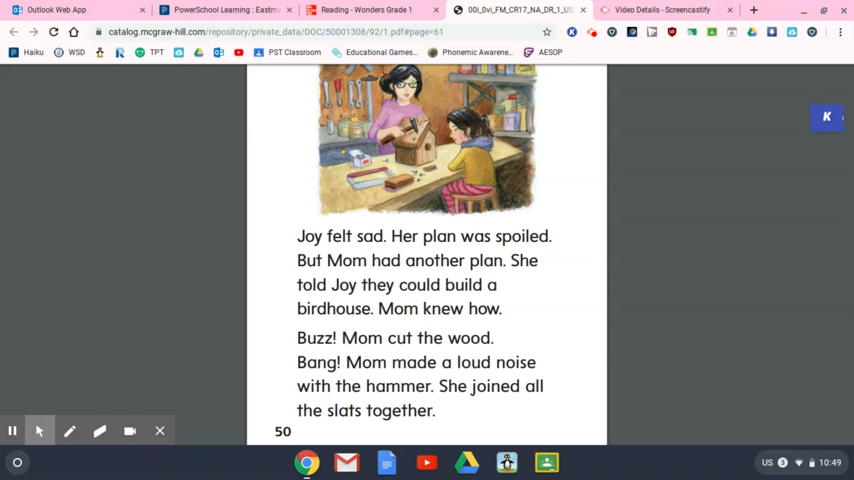 Outlook Web App
PowerSchool Learning : Eastm
Reading - Wonders Grade 1
00i_0vi_FM_CR17_NA_DR_1_US
Video Details - Screencastify
catalog.mcgraw-hill.com/repository/private_data/DOC/50001308/92/1.pdf#page=61
Haiku
WSD
TPT
PST Classroom
Educational Games...
Phonemic Awarene...
AESOP
K
Joy felt sad. Her plan was spoiled.
But Mom had another plan. She
told Joy they could build a
birdhouse. Mom knew how.
Buzz! Mom cut the wood.
Bang! Mom made a loud noise
with the hammer. She joined all
the slats together.
50
US 3 10:49